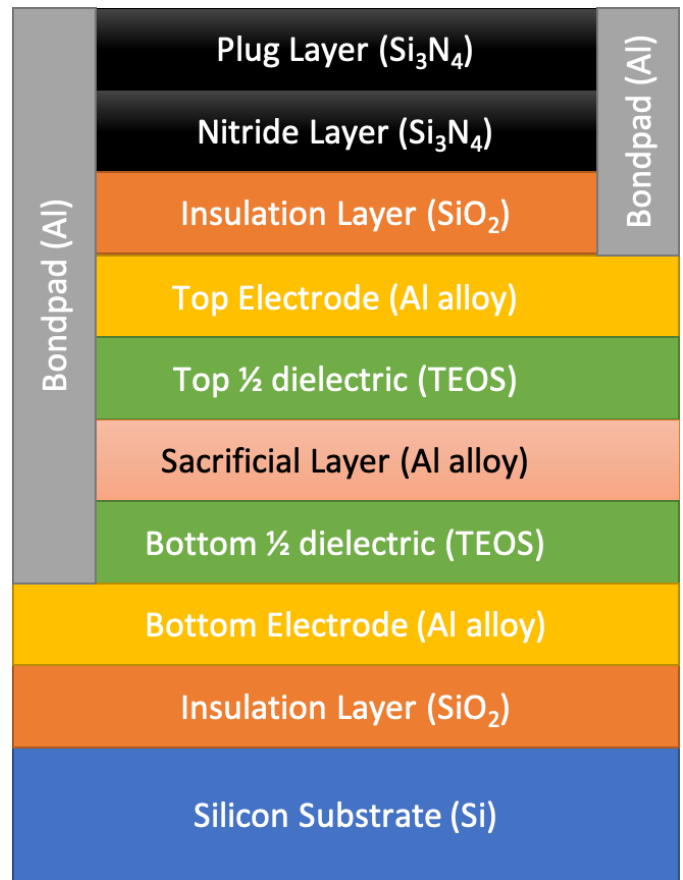 Plug Layer (Si₃N₄)
Nitride Layer (Si₃N₄)
Insulation Layer (SiO₂)
Top Electrode (Al alloy)
Top ½ dielectric (TEOS)
Sacrificial Layer (Al alloy)
Bottom ½ dielectric (TEOS)
Bottom Electrode (Al alloy)
Insulation Layer (SiO₂)
Silicon Substrate (Si)
Bondpad (Al)
Bondpad (Al)